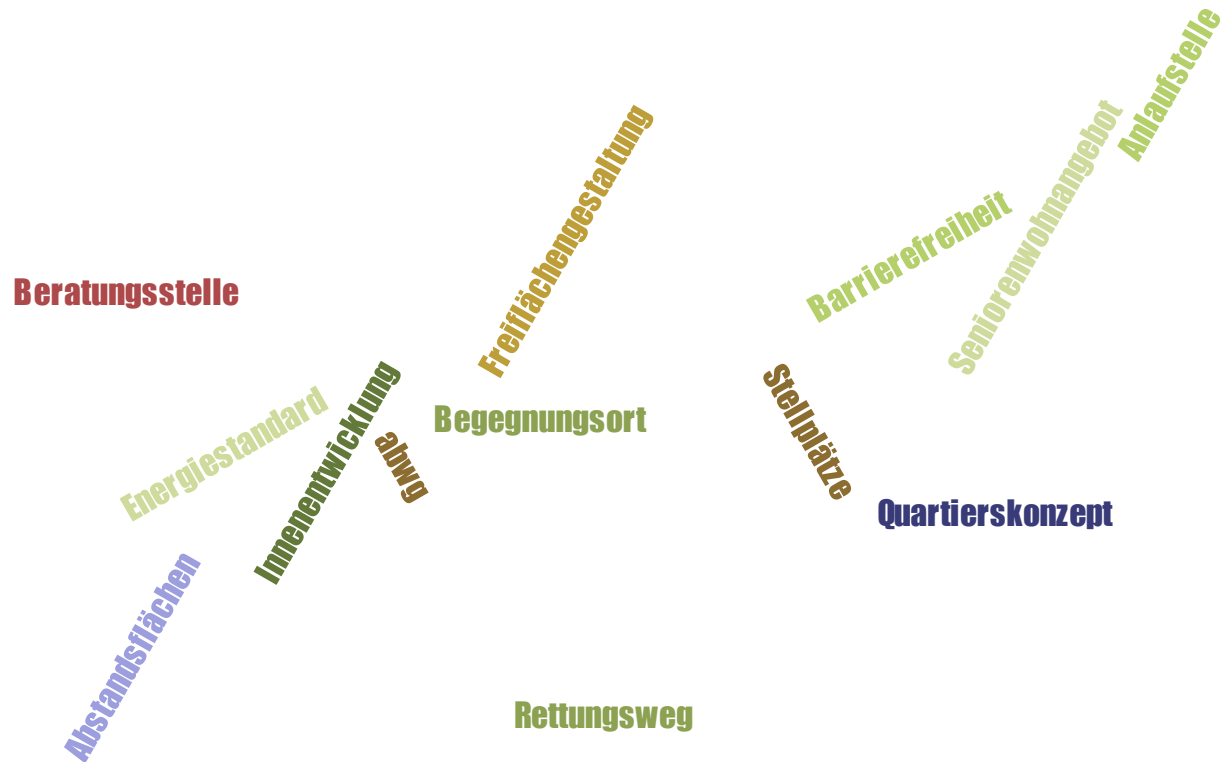 Anlaufstelle
Seniorenwohnangebot
Freiflächengestaltung
Barrierefreiheit
Beratungsstelle
Innenentwicklung
Stellplätze
Energiestandard
Begegnungsort
abwg
Quartierskonzept
Abstandsflächen
Rettungsweg